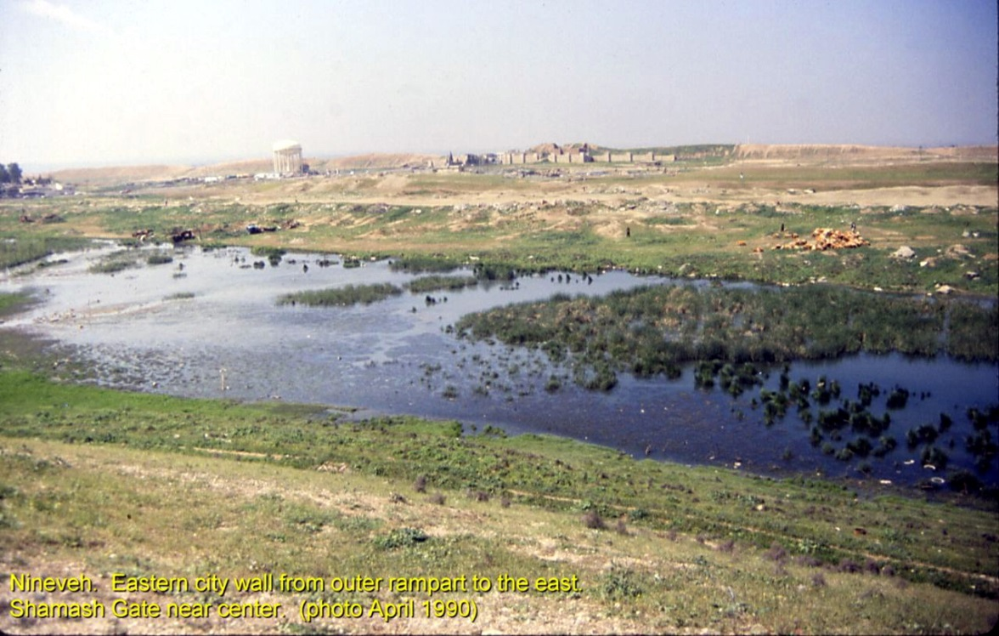 Nineveh.  Eastern city wall from outer rampart to the east.
Shamash Gate near center.  (photo April 1990)